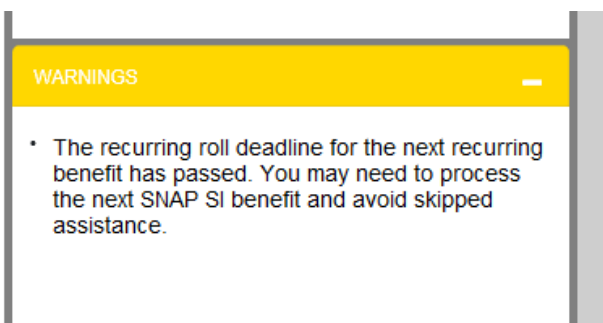 WARNINGS
• The recurring roll deadline for the next recurring
benefit has passed. You may need to process
the next SNAP SI benefit and avoid skipped
assistance.